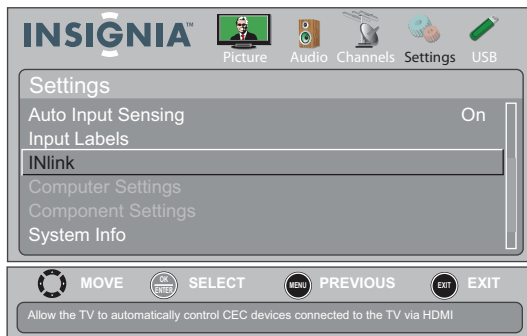 INSIGNIA™
Picture Audio Channels Settings USB
Settings
Auto Input Sensing On
Input Labels
INlink
Computer Settings
Component Settings
System Info
MOVE OK ENTER SELECT MENU PREVIOUS EXIT EXIT
Allow the TV to automatically control CEC devices connected to the TV via HDMI